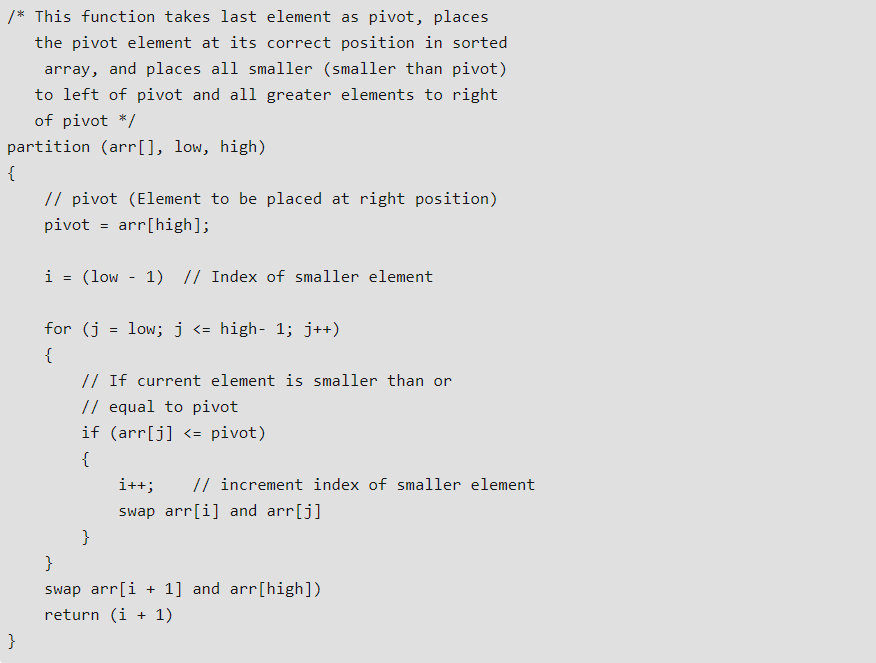 /* This function takes last element as pivot, places
   the pivot element at its correct position in sorted
    array, and places all smaller (smaller than pivot)
   to left of pivot and all greater elements to right
   of pivot */
partition (arr[], low, high)
{
    // pivot (Element to be placed at right position)
    pivot = arr[high];

    i = (low - 1)  // Index of smaller element

    for (j = low; j <= high- 1; j++)
    {
        // If current element is smaller than or
        // equal to pivot
        if (arr[j] <= pivot)
        {
            i++;    // increment index of smaller element
            swap arr[i] and arr[j]
        }
    }
    swap arr[i + 1] and arr[high])
    return (i + 1)
}